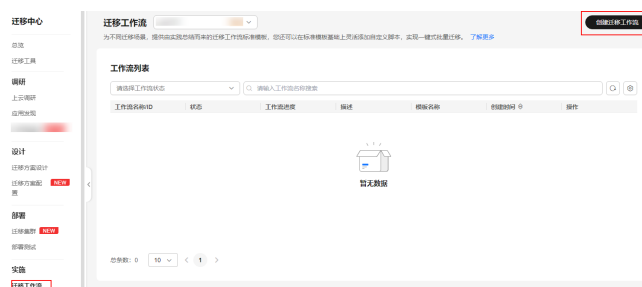 迁移中心
总览
迁移工具
调研
上云调研
应用发现
设计
迁移方案设计
迁移方案配置 NEW
部署
迁移集群 NEW
部署测试
实施
迁移工作流
迁移工作流
创建迁移工作流
为不同迁移场景，提供由实践总结而来的迁移工作流标准模板，您还可以在标准模板基础上灵活添加自定义脚本，实现一键式批量迁移。 了解更多
工作流列表
请选择工作流状态
请输入工作流名称搜索
工作流名称/ID 状态 工作流进度 描述 模板名称 创建时间 操作
暂无数据
总条数: 0 10 1